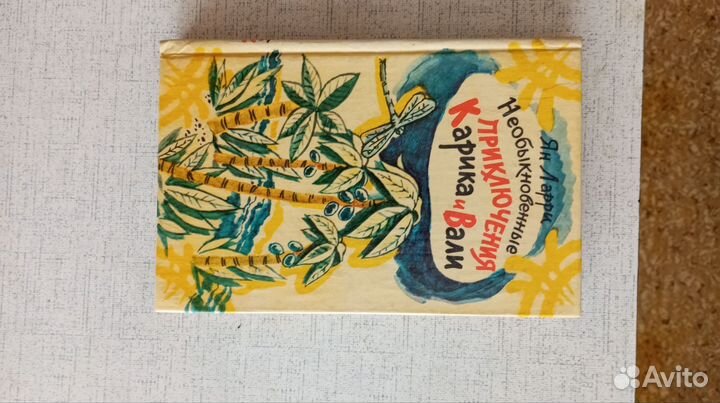 Ян Ларри
Необыкновенные
ПРИКЛЮЧЕНИЯ
КАРИКА и ВАЛИ
Avito